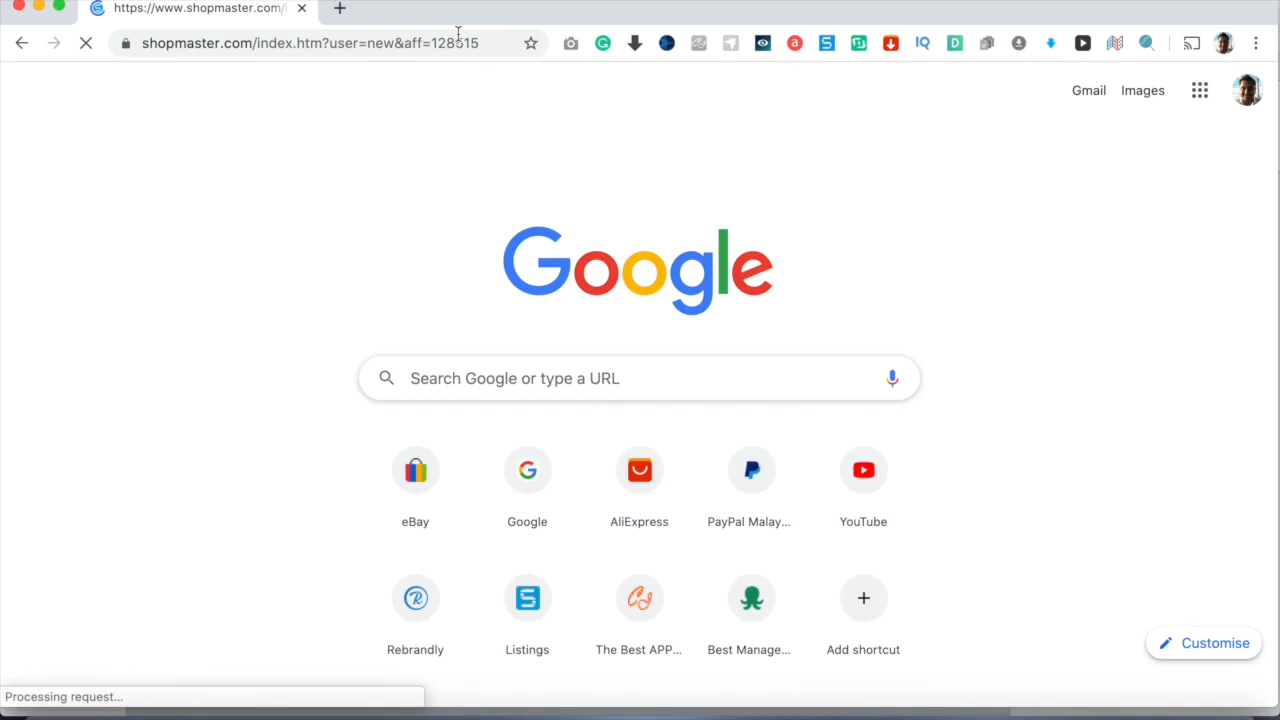 https://www.shopmaster.com/i
shopmaster.com/index.htm?user=new&aff=128515
Gmail Images
Google
Search Google or type a URL
eBay Google AliExpress PayPal Malay... YouTube
Rebrandly Listings The Best APP... Best Manage... Add shortcut
Customise
Processing request...